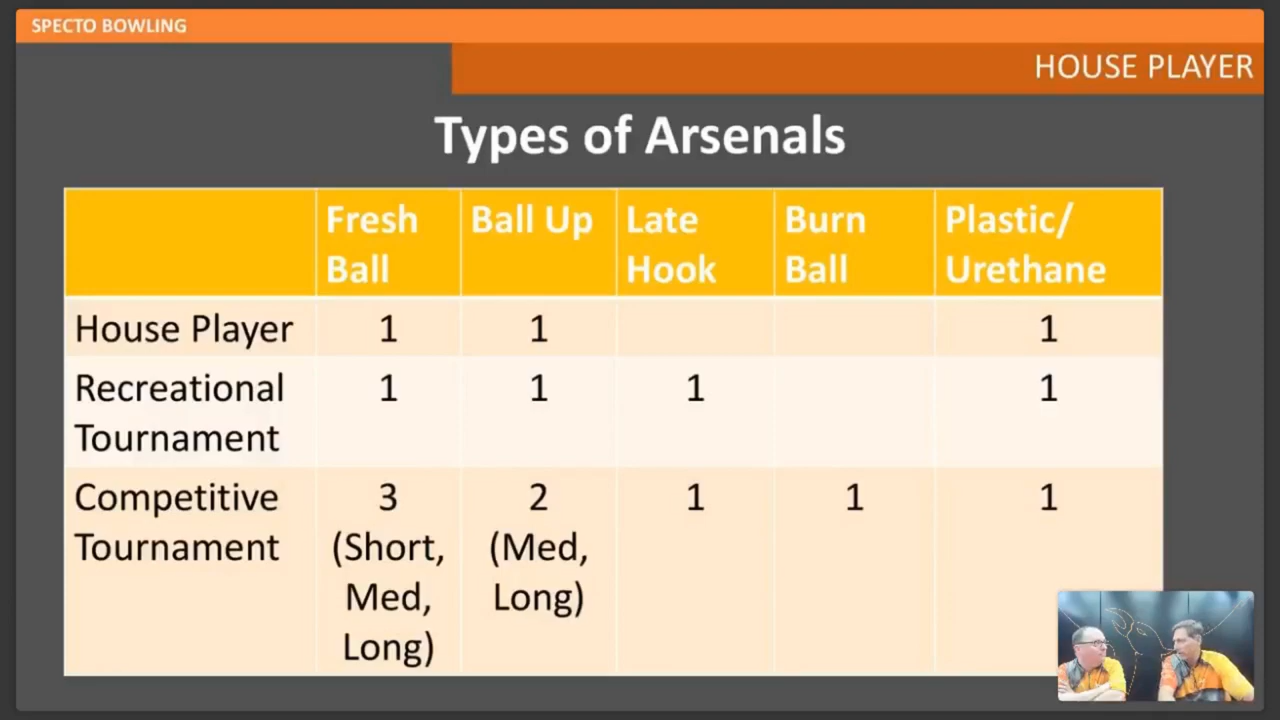 SPECTO BOWLING
HOUSE PLAYER
Types of Arsenals
Fresh Ball Up Late Burn Plastic/
Ball Hook Ball Urethane
House Player 1 1 1
Recreational 1 1 1 1
Tournament
Competitive 3 2 1 1 1
Tournament (Short, (Med,
Med, Long)
Long)